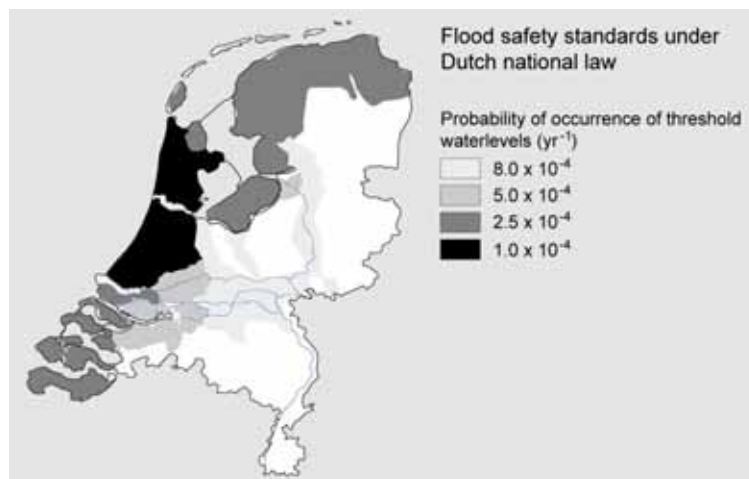 Flood safety standards under
Dutch national law
Probability of occurrence of threshold
waterlevels (yr⁻¹)
8.0 x 10⁻⁴
5.0 x 10⁻⁴
2.5 x 10⁻⁴
1.0 x 10⁻⁴